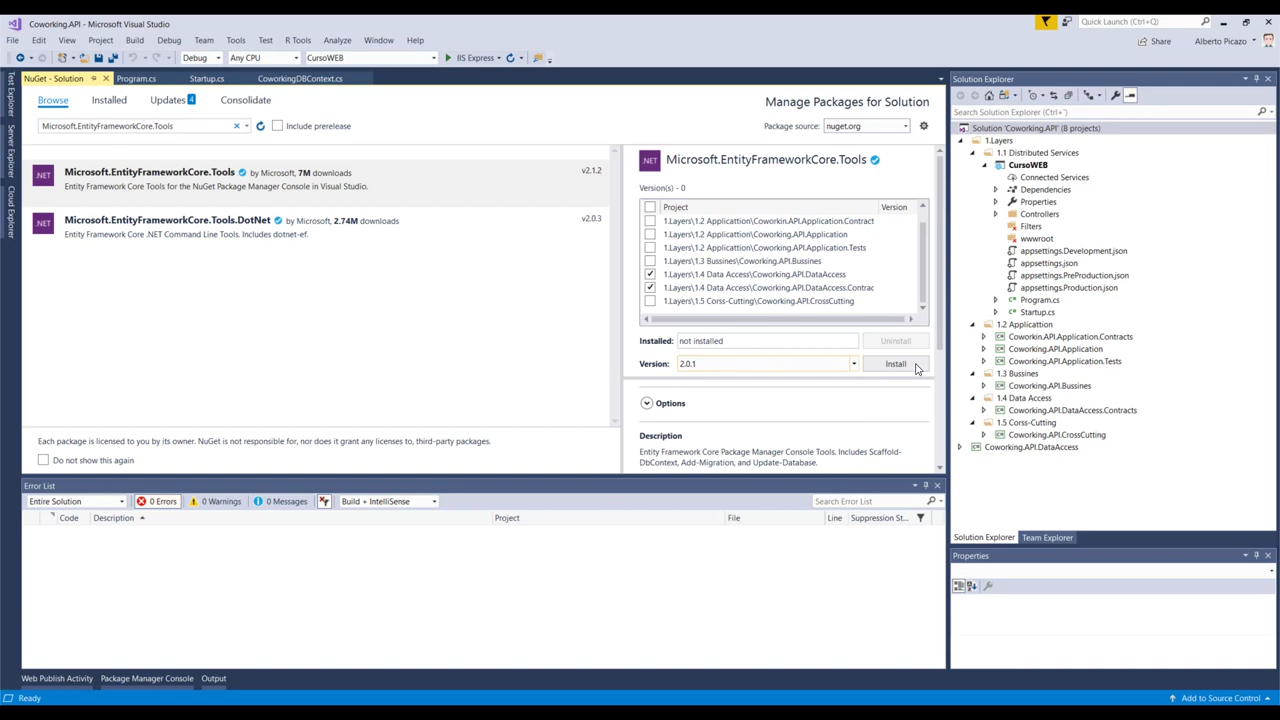 Coworking.API - Microsoft Visual Studio
Quick Launch (Ctrl+Q)
File Edit View Project Build Debug Team Tools Test R Tools Analyze Window Help
Share
Alberto Picazo
Debug Any CPU CursoWEB IIS Express
Test Explorer
Server Explorer
Cloud Explorer
NuGet - Solution Program.cs Startup.cs CoworkingDBContext.cs
Browse Installed Updates 4 Consolidate
Manage Packages for Solution
Microsoft.EntityFrameworkCore.Tools
Include prerelease
Package source: nuget.org
.NET Microsoft.EntityFrameworkCore.Tools by Microsoft, 7M downloads v2.1.2
Entity Framework Core Tools for the NuGet Package Manager Console in Visual Studio.
.NET Microsoft.EntityFrameworkCore.Tools.DotNet by Microsoft, 2.74M downloads v2.0.3
Entity Framework Core .NET Command Line Tools. Includes dotnet-ef.
Each package is licensed to you by its owner. NuGet is not responsible for, nor does it grant any licenses to, third-party packages.
Do not show this again
.NET Microsoft.EntityFrameworkCore.Tools
Version(s) - 0
Project Version
1.Layers\1.2 Applicattion\Coworkin.API.Application.Contract
1.Layers\1.2 Applicattion\Coworking.API.Application
1.Layers\1.2 Applicattion\Coworking.API.Application.Tests
1.Layers\1.3 Bussines\Coworking.API.Bussines
1.Layers\1.4 Data Access\Coworking.API.DataAccess
1.Layers\1.4 Data Access\Coworking.API.DataAccess.Contrac
1.Layers\1.5 Corss-Cutting\Coworking.API.CrossCutting
Installed: not installed Uninstall
Version: 2.0.1 Install
Options
Description
Entity Framework Core Package Manager Console Tools. Includes Scaffold-
DbContext, Add-Migration, and Update-Database.
Error List
Entire Solution 0 Errors 0 Warnings 0 Messages Build + IntelliSense
Search Error List
Code Description Project File Line Suppression St...
Web Publish Activity Package Manager Console Output
Ready
Add to Source Control
Solution Explorer
Search Solution Explorer (Ctrl+)
Solution 'Coworking.API' (8 projects)
1.Layers
1.1 Distributed Services
CursoWEB
Connected Services
Dependencies
Properties
Controllers
Filters
wwwroot
appsettings.Development.json
appsettings.json
appsettings.PreProduction.json
appsettings.Production.json
Program.cs
Startup.cs
1.2 Applicattion
Coworkin.API.Application.Contracts
Coworking.API.Application
Coworking.API.Application.Tests
1.3 Bussines
Coworking.API.Bussines
1.4 Data Access
Coworking.API.DataAccess.Contracts
1.5 Corss-Cutting
Coworking.API.CrossCutting
Coworking.API.DataAccess
Solution Explorer Team Explorer
Properties